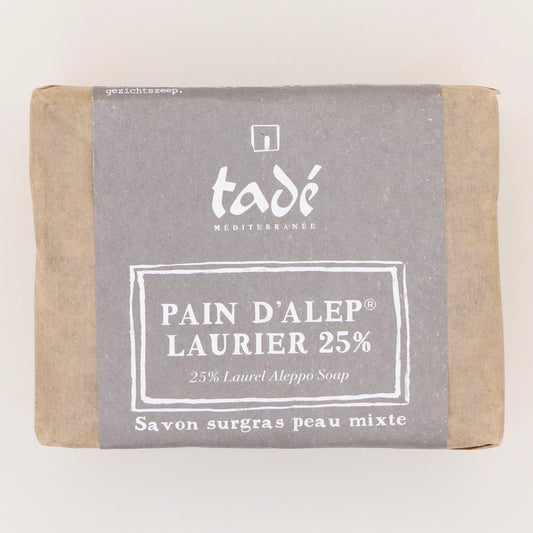 gezichtszeep.
tadé
MÉDITERRANÉE
PAIN D'ALEP®
LAURIER 25%
25% Laurel Aleppo Soap
Savon surgras peau mixte